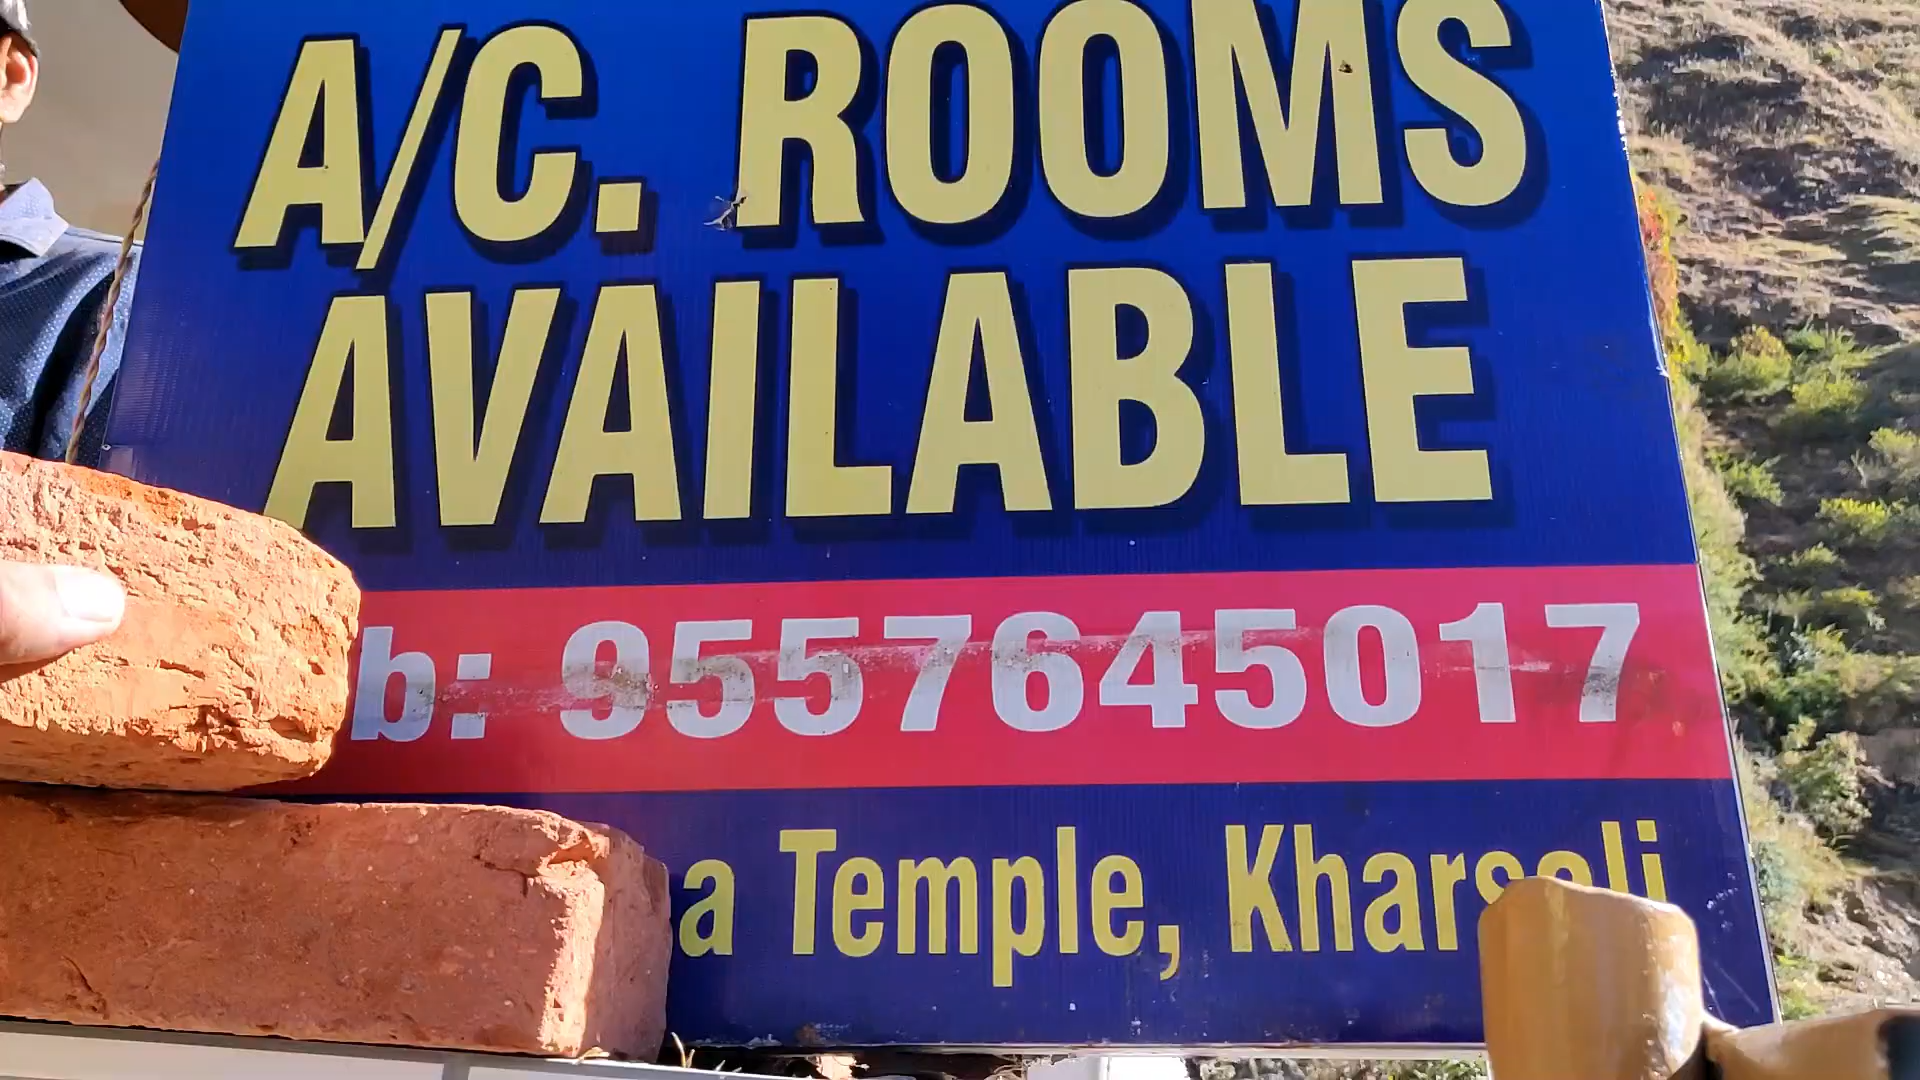 A/C. ROOMS
AVAILABLE
b: 9557645017
a Temple, Kharsali